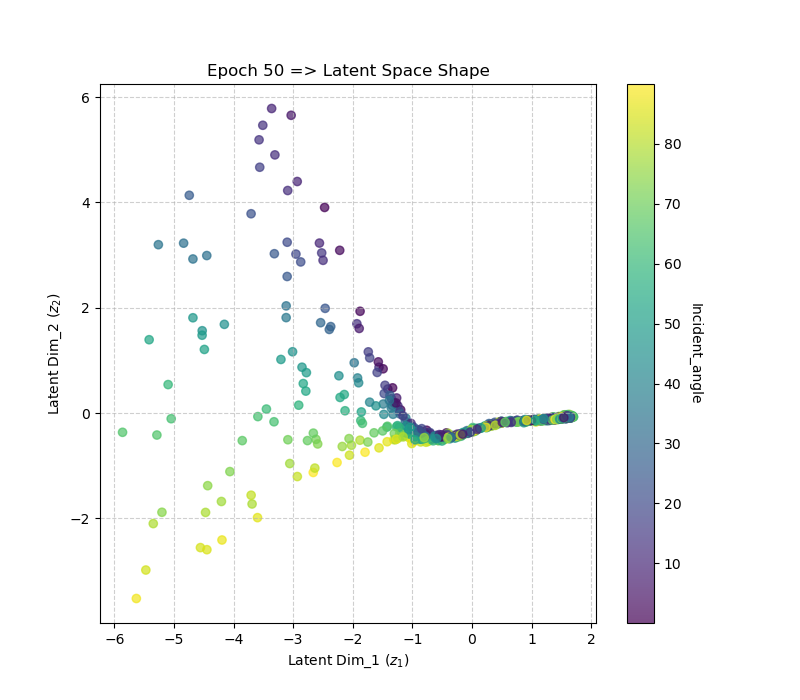 Epoch 50 => Latent Space Shape
6
4
2
0
−2
Latent Dim_2 (z₂)
−6 −5 −4 −3 −2 −1 0 1 2
Latent Dim_1 (z₁)
80
70
60
50
40
30
20
10
Incident_angle